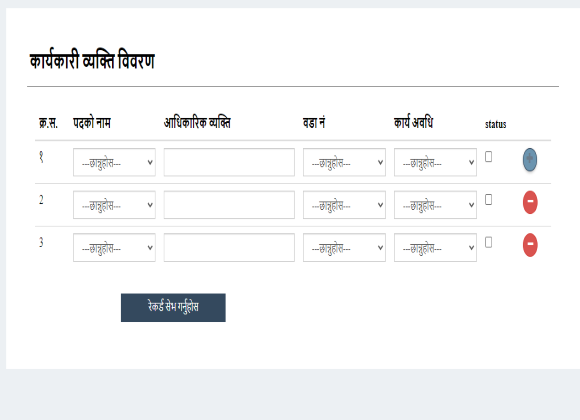 कार्यकारी व्यक्ति विवरण
क्र.स. पदको नाम आधिकारिक व्यक्ति वडा नं कार्य अवधि status
१ ---छान्नुहोस--- ---छान्नुहोस--- ---छान्नुहोस---
2 ---छान्नुहोस--- ---छान्नुहोस--- ---छान्नुहोस---
3 ---छान्नुहोस--- ---छान्नुहोस--- ---छान्नुहोस---
रेकर्ड सेभ गर्नुहोस